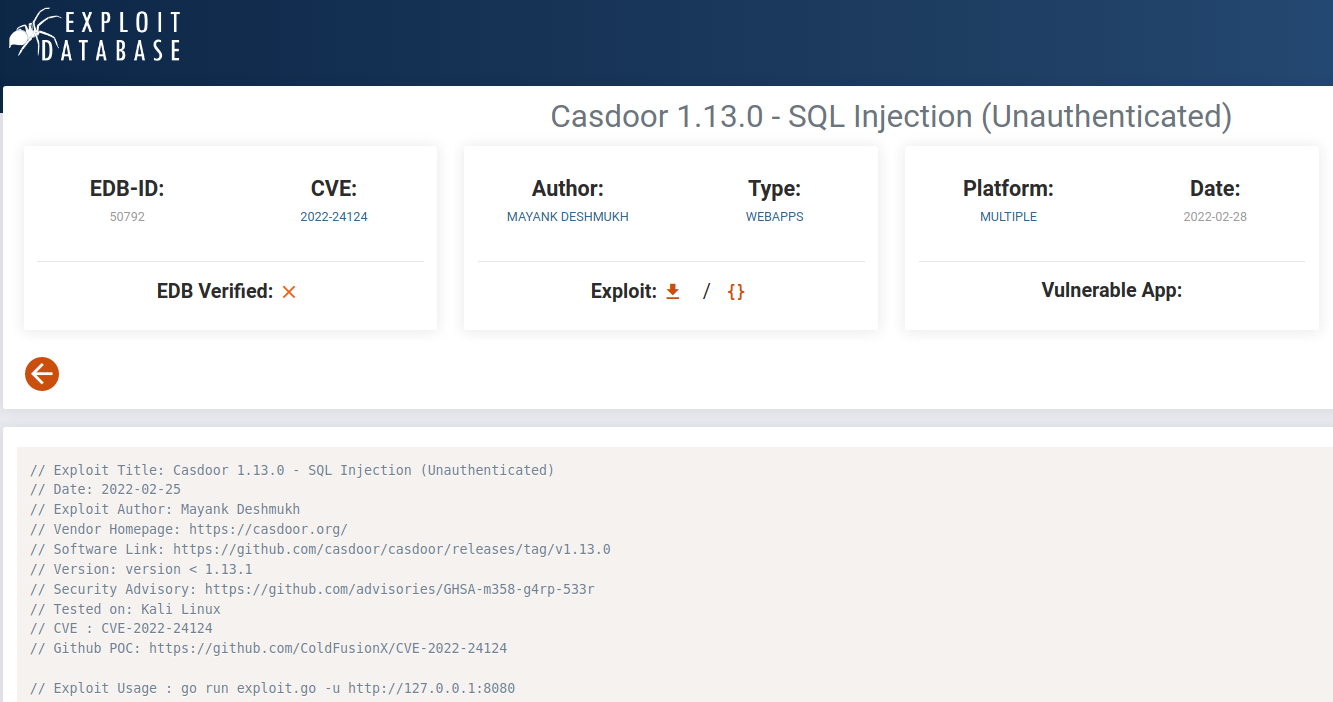 EXPLOIT
DATABASE
Casdoor 1.13.0 - SQL Injection (Unauthenticated)
EDB-ID:
50792
CVE:
2022-24124
EDB Verified:
Author:
MAYANK DESHMUKH
Type:
WEBAPPS
Exploit: / {}
Platform:
MULTIPLE
Date:
2022-02-28
Vulnerable App:
// Exploit Title: Casdoor 1.13.0 - SQL Injection (Unauthenticated)
// Date: 2022-02-25
// Exploit Author: Mayank Deshmukh
// Vendor Homepage: https://casdoor.org/
// Software Link: https://github.com/casdoor/casdoor/releases/tag/v1.13.0
// Version: version < 1.13.1
// Security Advisory: https://github.com/advisories/GHSA-m358-g4rp-533r
// Tested on: Kali Linux
// CVE : CVE-2022-24124
// Github POC: https://github.com/ColdFusionX/CVE-2022-24124
// Exploit Usage : go run exploit.go -u http://127.0.0.1:8080